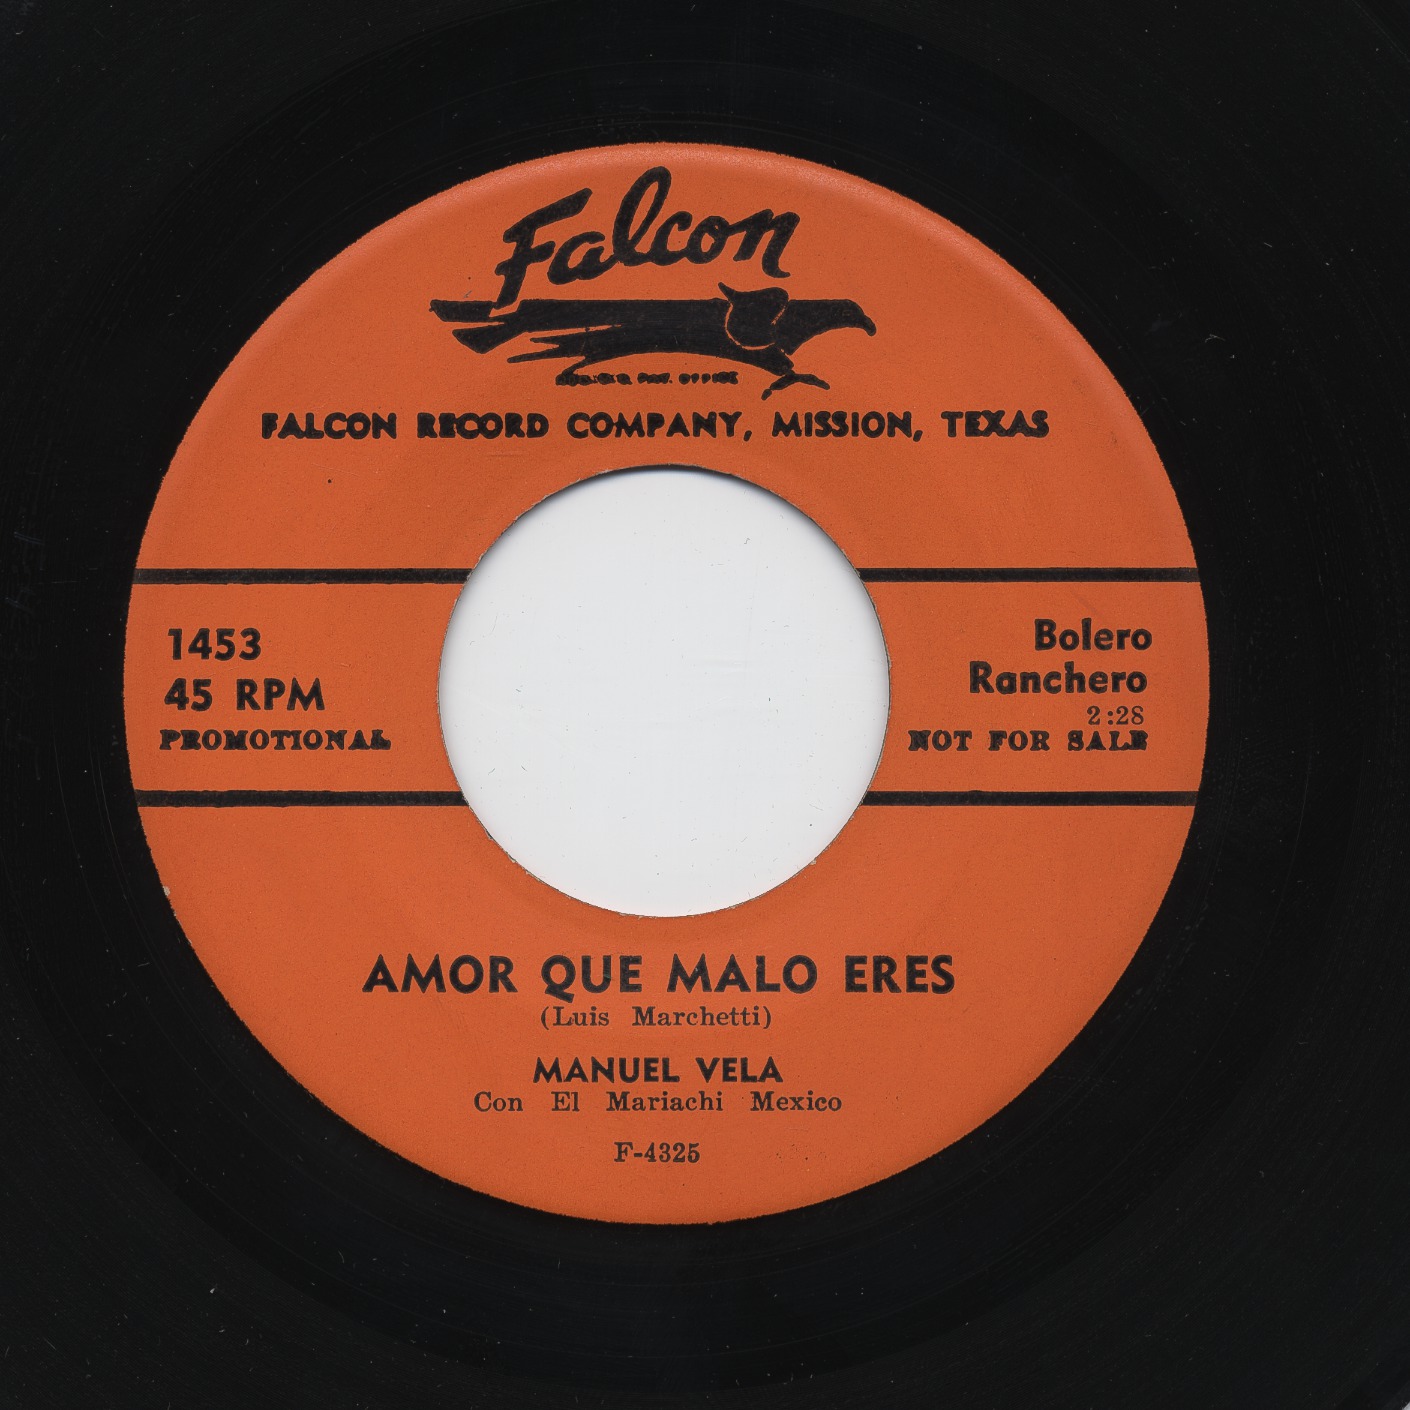 Falcon
FALCON RECORD COMPANY, MISSION, TEXAS
1453
45 RPM
PROMOTIONAL
Bolero
Ranchero
2:28
NOT FOR SALE
AMOR QUE MALO ERES
(Luis Marchetti)
MANUEL VELA
Con El Mariachi Mexico
F-4325